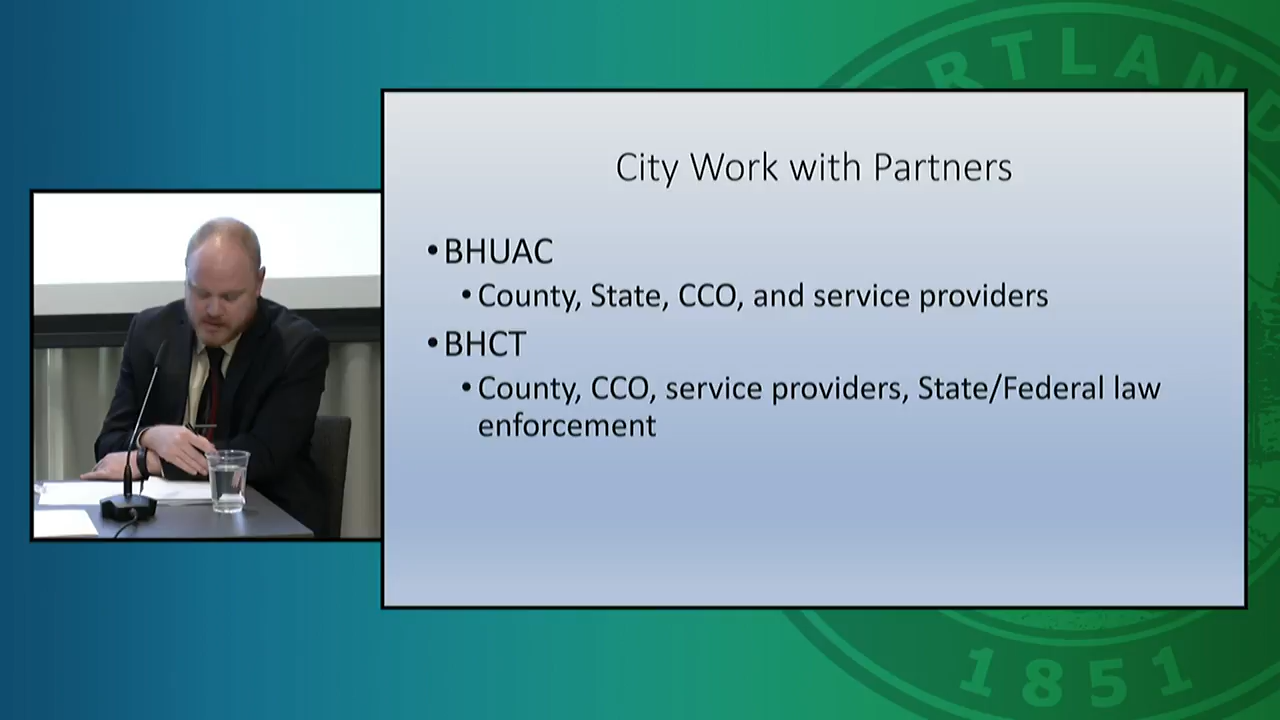 RTLAND
City Work with Partners
•BHUAC
•County, State, CCO, and service providers
•BHCT
•County, CCO, service providers, State/Federal law
enforcement
1851